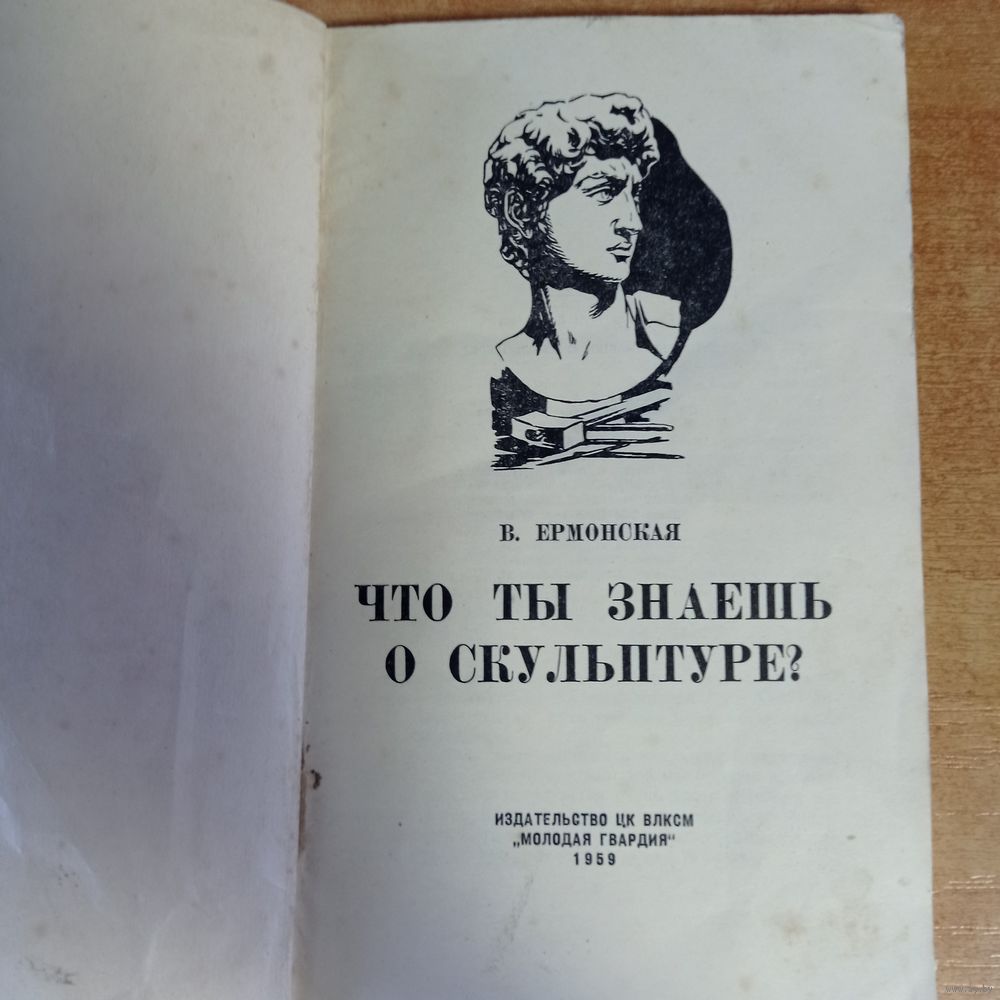 В. ЕРМОНСКАЯ
ЧТО ТЫ ЗНАЕШЬ
О СКУЛЬПТУРЕ?
ИЗДАТЕЛЬСТВО ЦК ВЛКСМ
„МОЛОДАЯ ГВАРДИЯ“
1959